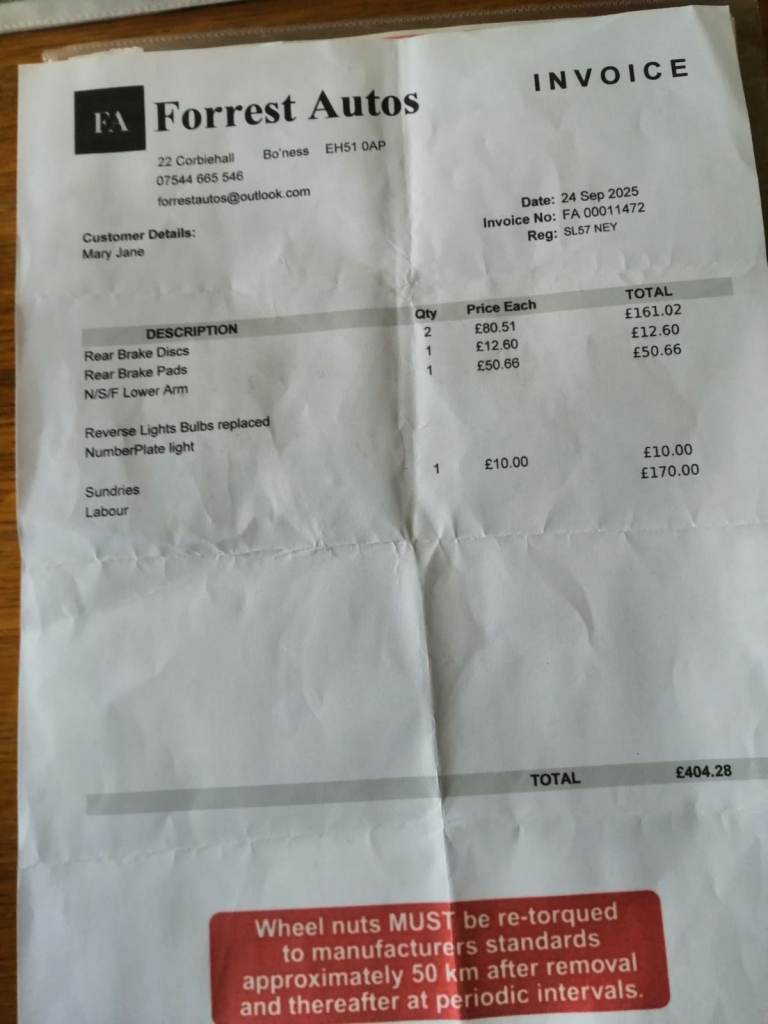 INVOICE
FA Forrest Autos
22 Corbiehall Bo'ness EH51 0AP
07544 665 546
forrestautos@outlook.com
Date: 24 Sep 2025
Invoice No: FA 00011472
Reg: SL57 NEY
Customer Details:
Mary Jane
DESCRIPTION Qty Price Each TOTAL
Rear Brake Discs 2 £80.51 £161.02
Rear Brake Pads 1 £12.60 £12.60
N/S/F Lower Arm 1 £50.66 £50.66
Reverse Lights Bulbs replaced
NumberPlate light
Sundries 1 £10.00 £10.00
Labour £170.00
TOTAL £404.28
Wheel nuts MUST be re-torqued
to manufacturers standards
approximately 50 km after removal
and thereafter at periodic intervals.